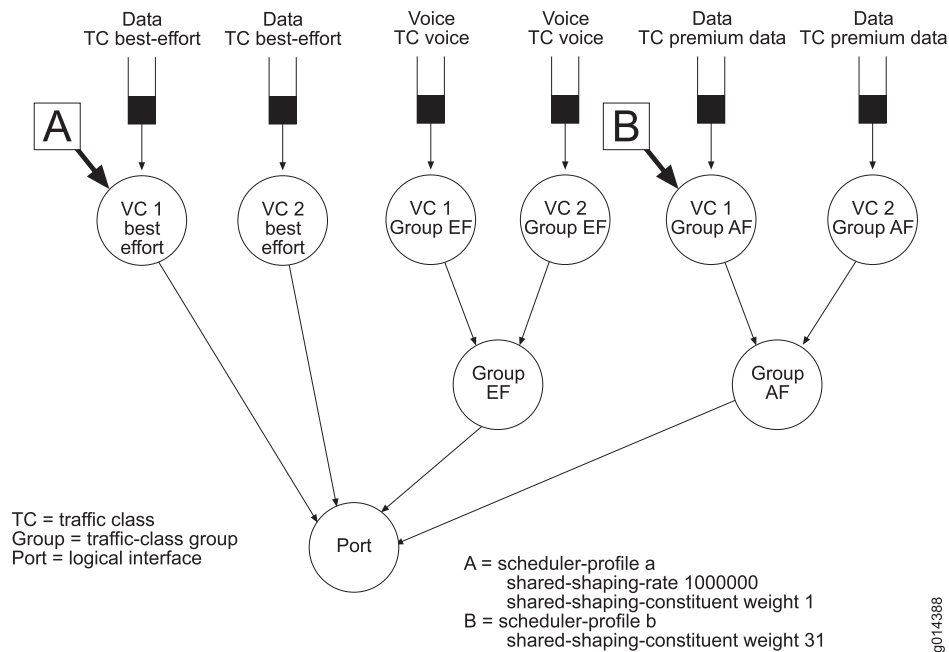 Data
TC best-effort
Data
TC best-effort
Voice
TC voice
Voice
TC voice
Data
TC premium data
Data
TC premium data
A
B
VC 1
best
effort
VC 2
best
effort
VC 1
Group EF
VC 2
Group EF
VC 1
Group AF
VC 2
Group AF
Group
EF
Group
AF
Port
TC = traffic class
Group = traffic-class group
Port = logical interface
A = scheduler-profile a
shared-shaping-rate 1000000
shared-shaping-constituent weight 1
B = scheduler-profile b
shared-shaping-constituent weight 31
g014388